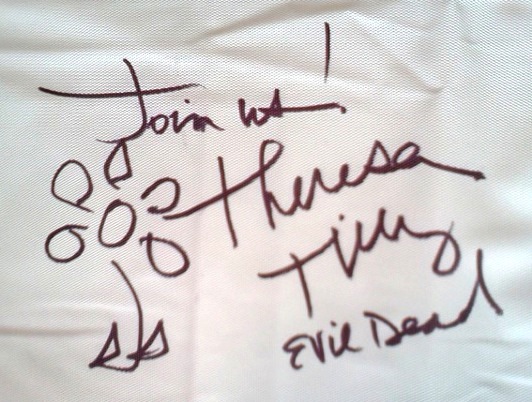 Join us!
Theresa
Tilly
Evil Dead